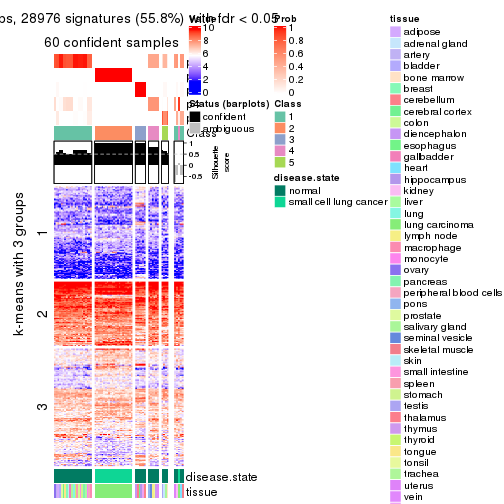 ps, 28976 signatures (55.8%) with fdr < 0.05
60 confident samples
Value
10
8
6
4
2
0
Prob
1
0.8
0.6
0.4
0.2
0
Status (barplots)
confident
ambiguous
Class
1
2
3
4
5
disease.state
normal
small cell lung cancer
Class
1
0.5
0
-0.5
Silhouette
score
k-means with 3 groups
1
2
3
disease.state
tissue
tissue
adipose
adrenal gland
artery
bladder
bone marrow
breast
cerebellum
cerebral cortex
colon
diencephalon
esophagus
gallbadder
heart
hippocampus
kidney
liver
lung
lung carcinoma
lymph node
macrophage
monocyte
ovary
pancreas
peripheral blood cells
pons
prostate
salivary gland
seminal vesicle
skeletal muscle
skin
small intestine
spleen
stomach
testis
thalamus
thymus
thyroid
tongue
tonsil
trachea
uterus
vein